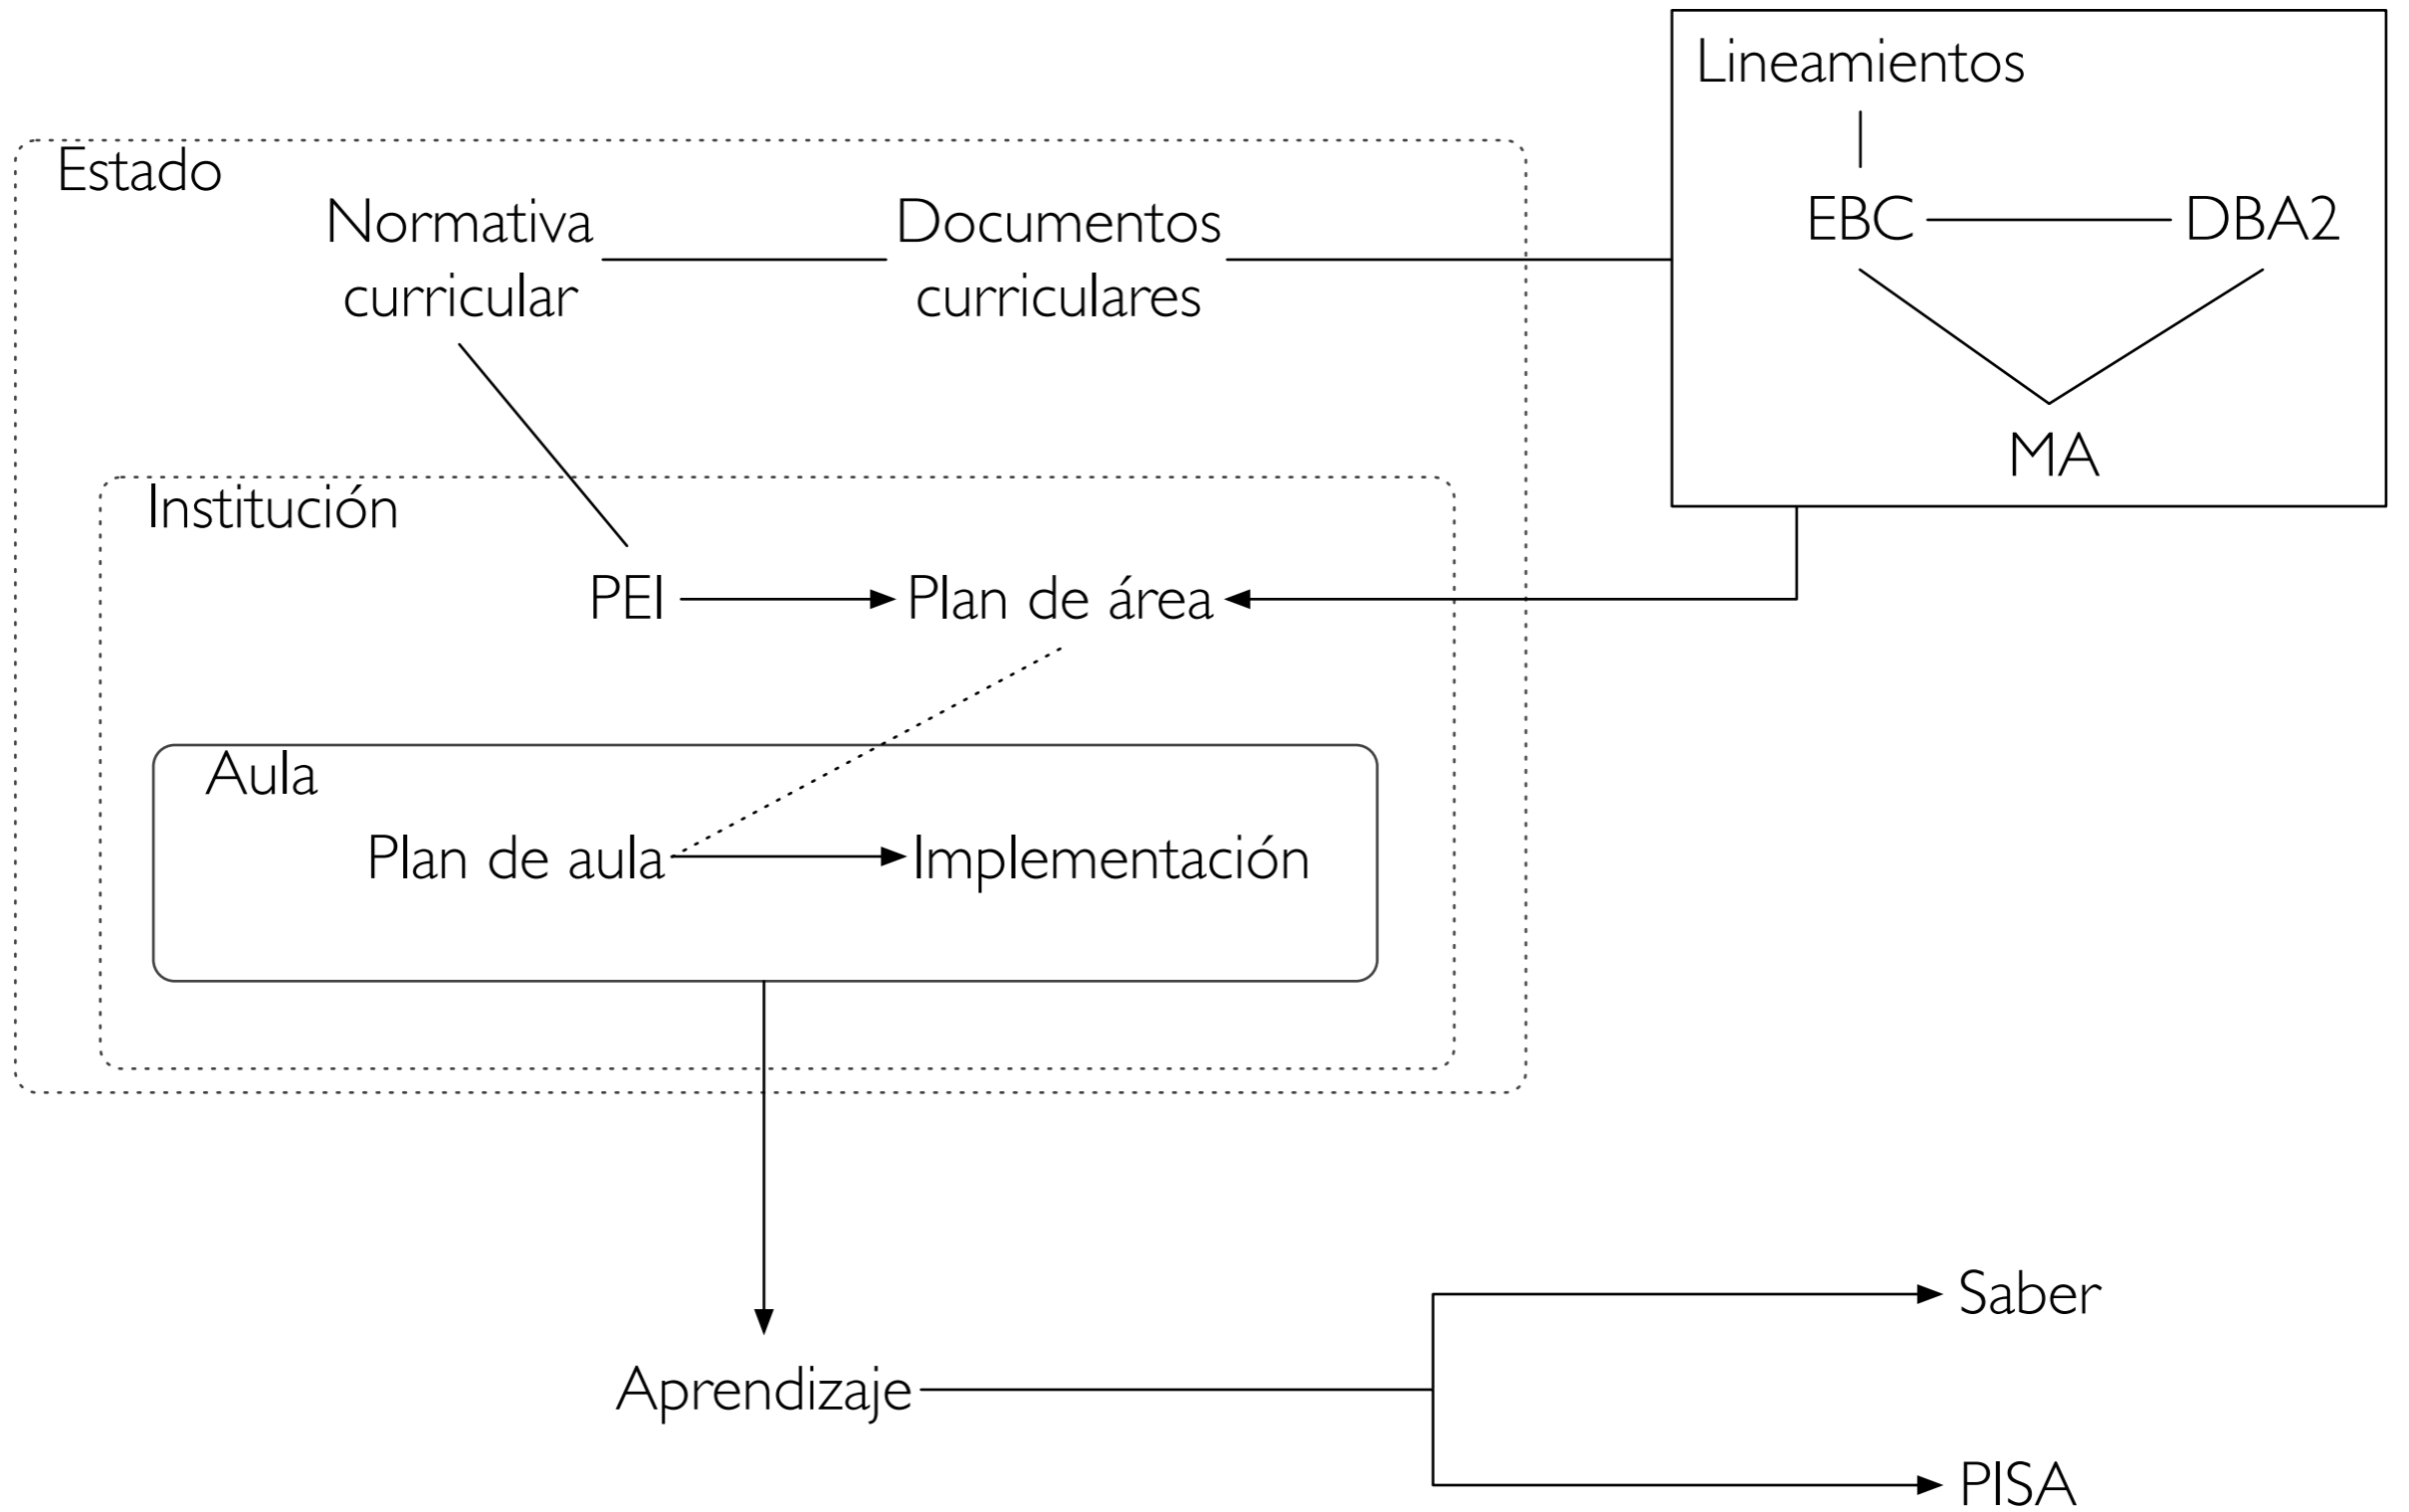 Lineamientos
Estado
Normativa
curricular
Documentos
curriculares
EBC
DBA2
MA
Institución
PEI
Plan de área
Aula
Plan de aula
Implementación
Aprendizaje
Saber
PISA